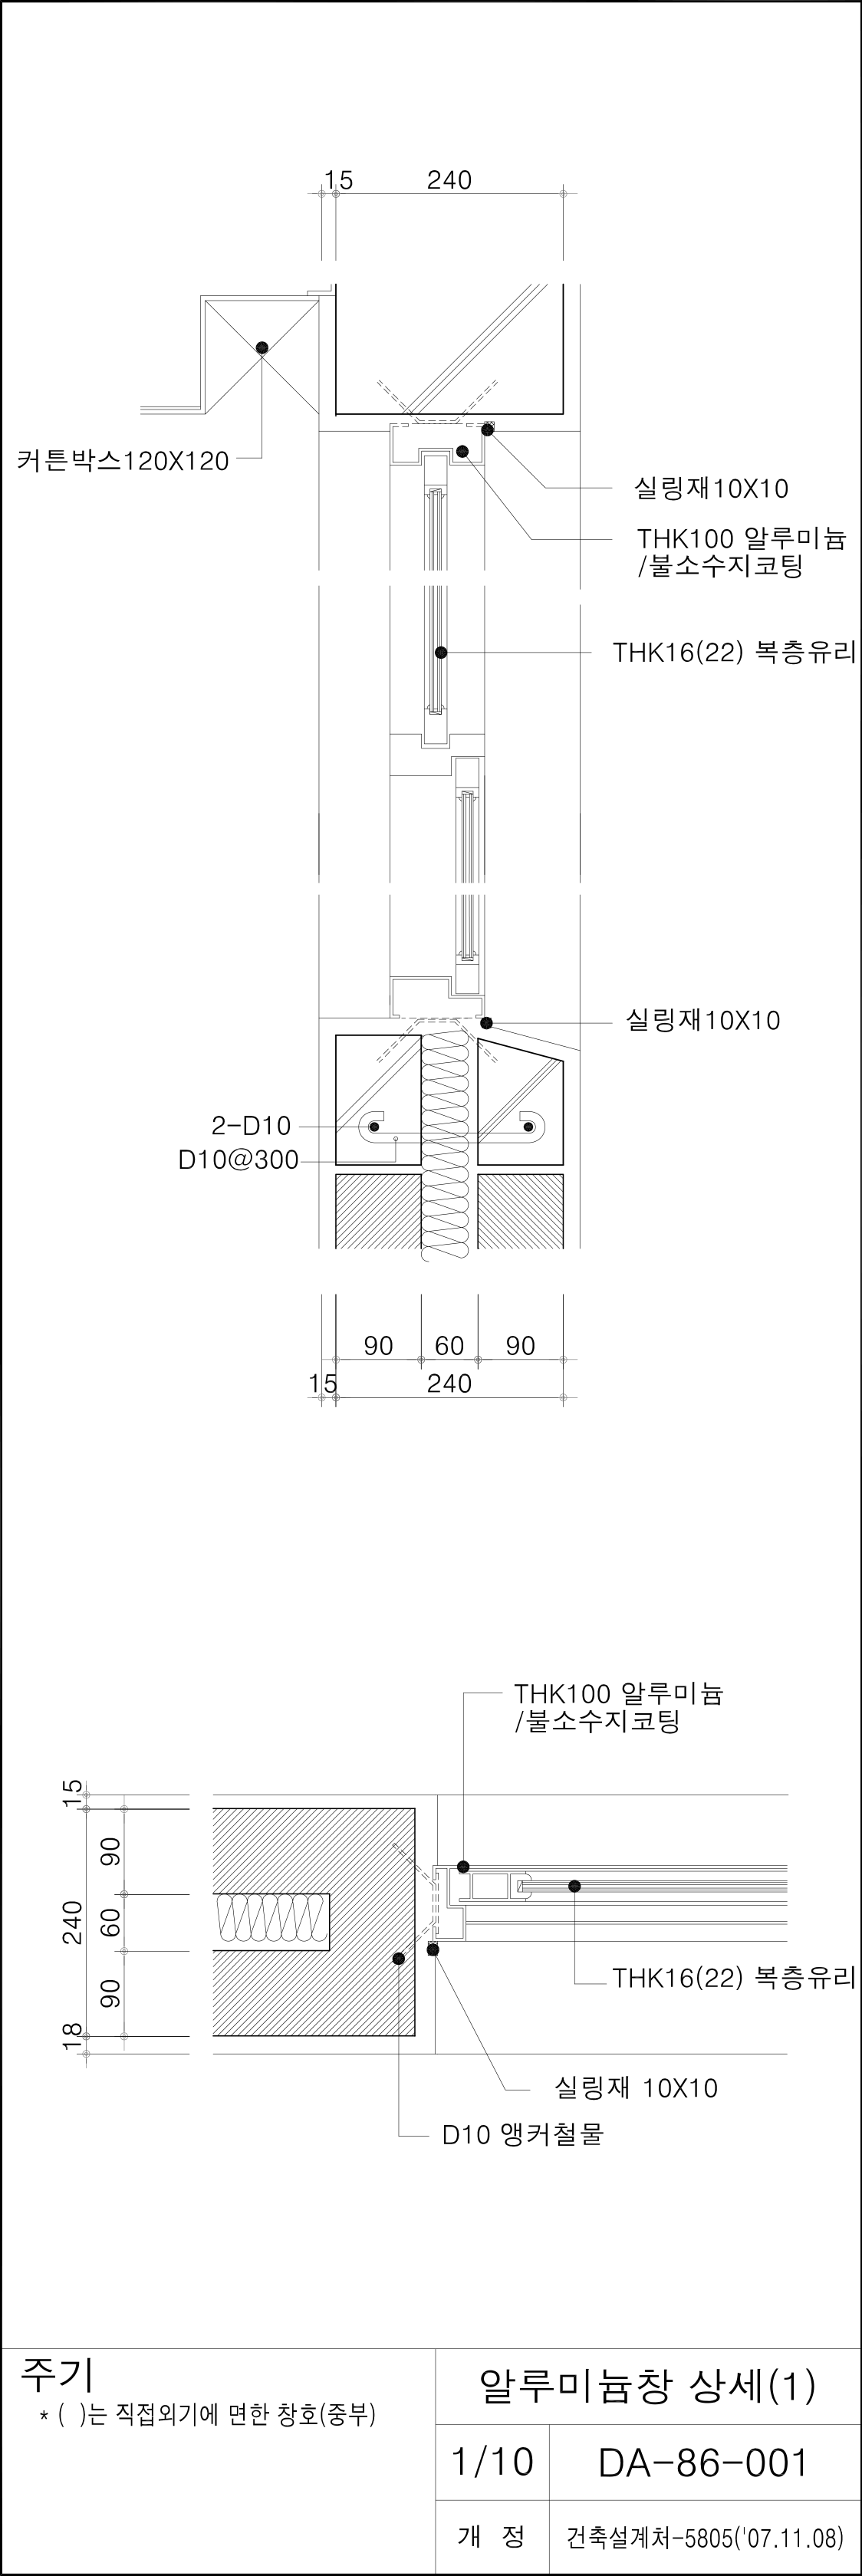 15 240
커튼박스120X120
실링재10X10
THK100 알루미늄
/불소수지코팅
THK16(22) 복층유리
실링재10X10
2-D10
D10@300
90 60 90
15 240
THK100 알루미늄
/불소수지코팅
15
90
240
60
90
18
THK16(22) 복층유리
실링재 10X10
D10 앵커철물
주기
* ( )는 직접외기에 면한 창호(중부)
알루미늄창 상세(1)
1/10 DA-86-001
개 정 건축설계처-5805('07.11.08)